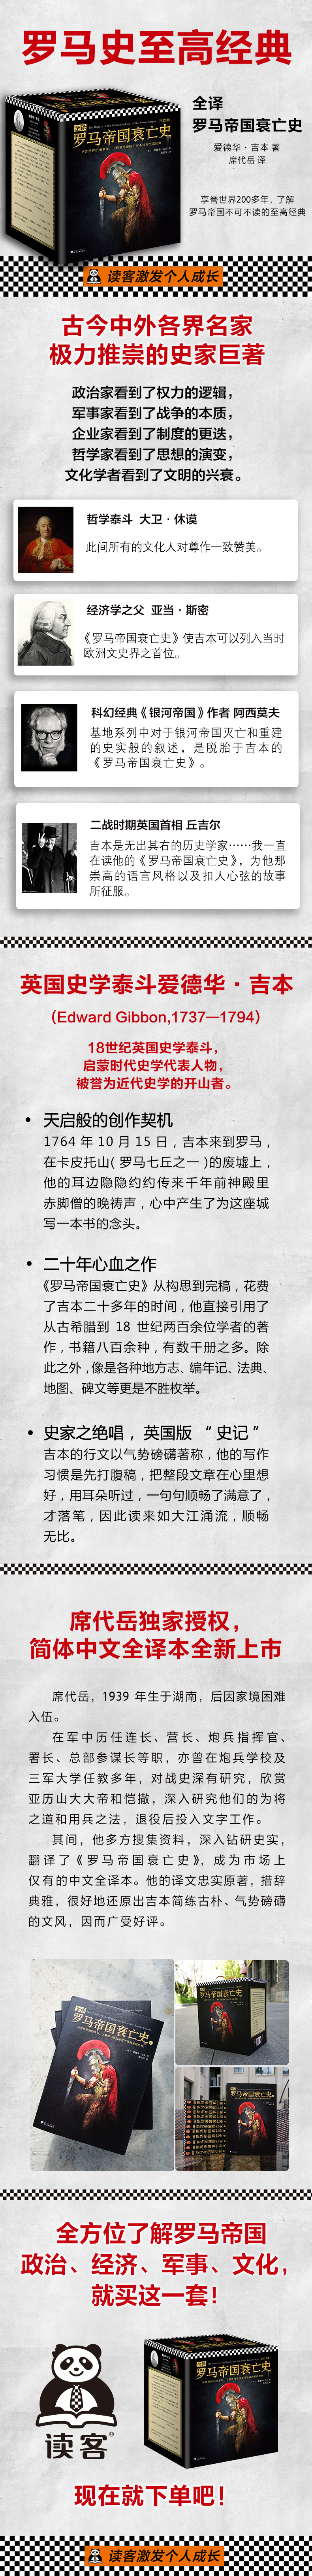 罗马史至高经典
全译
罗马帝国衰亡史
爱德华·吉本 著
席代岳 译
享誉世界200多年，了解
罗马帝国不可不读的至高经典
全译
罗马帝国衰亡史
读客激发个人成长
古今中外各界名家
极力推崇的史家巨著
政治家看到了权力的逻辑，
军事家看到了战争的本质，
企业家看到了制度的更迭，
哲学家看到了思想的演变，
文化学者看到了文明的兴衰。
哲学泰斗 大卫·休谟
此间所有的文化人对尊作一致赞美。
经济学之父 亚当·斯密
《罗马帝国衰亡史》使吉本可以列入当时
欧洲文史界之首位。
科幻经典《银河帝国》作者 阿西莫夫
基地系列中对于银河帝国灭亡和重建
的史实般的叙述，是脱胎于吉本的
《罗马帝国衰亡史》。
二战时期英国首相 丘吉尔
吉本是无出其右的历史学家……我一直
在读他的《罗马帝国衰亡史》，为他那
崇高的语言风格以及扣人心弦的故事
所征服。
英国史学泰斗爱德华·吉本
（Edward Gibbon,1737—1794）
18世纪英国史学泰斗，
启蒙时代史学代表人物，
被誉为近代史学的开山者。
• 天启般的创作契机
1764 年 10 月 15 日，吉本来到罗马，
在卡皮托山( 罗马七丘之一 )的废墟上，
他的耳边隐隐约约传来千年前神殿里
赤脚僧的晚祷声，心中产生了为这座城
写一本书的念头。
• 二十年心血之作
《罗马帝国衰亡史》从构思到完稿，花费
了吉本二十多年的时间，他直接引用了
从古希腊到 18 世纪两百余位学者的著
作，书籍八百余种，有数千册之多。除
此之外，像是各种地方志、编年记、法典、
地图、碑文等更是不胜枚举。
• 史家之绝唱，英国版 “ 史记 ”
吉本的行文以气势磅礴著称，他的写作
习惯是先打腹稿，把整段文章在心里想
好，用耳朵听过，一句句顺畅了满意了，
才落笔，因此读来如大江涌流，顺畅
无比。
席代岳独家授权，
简体中文全译本全新上市
席代岳，1939 年生于湖南，后因家境困难
入伍。
在军中历任连长、营长、炮兵指挥官、
署长、总部参谋长等职，亦曾在炮兵学校及
三军大学任教多年，对战史深有研究，欣赏
亚历山大大帝和恺撒，深入研究他们的为将
之道和用兵之法，退役后投入文字工作。
其间，他多方搜集资料，深入钻研史实，
翻译了《罗马帝国衰亡史》，成为市场上
仅有的中文全译本。他的译文忠实原著，措辞
典雅，很好地还原出吉本简练古朴、气势磅礴
的文风，因而广受好评。
罗马帝国衰亡史
罗马帝国衰亡史
罗马帝国衰亡史
全方位了解罗马帝国
政治、经济、军事、文化，
就买这一套！
读客®
全译
罗马帝国衰亡史
现在就下单吧！
读客激发个人成长